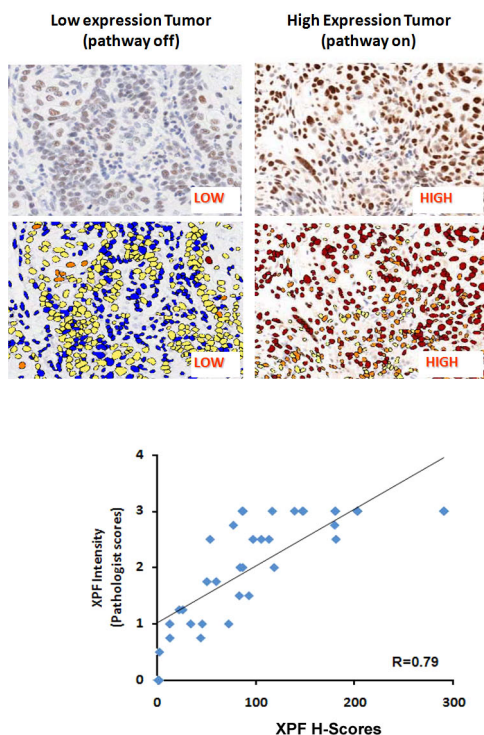 Low expression Tumor
(pathway off)
High Expression Tumor
(pathway on)
LOW
HIGH
LOW
HIGH
4
3
2
1
0
XPF Intensity
(Pathologist scores)
R=0.79
0
100
200
300
XPF H-Scores